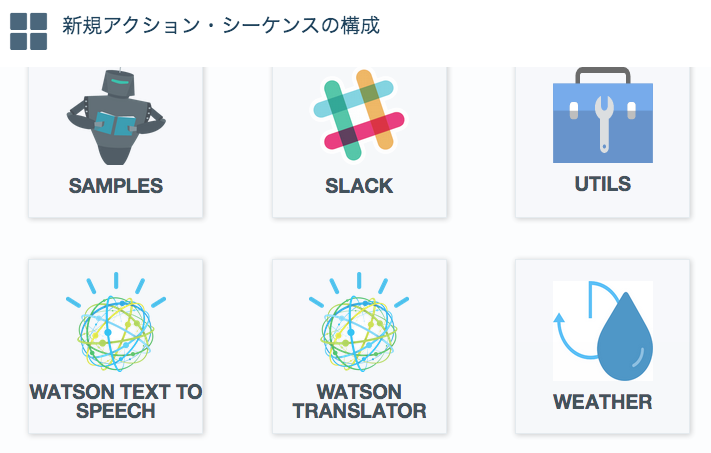 新規アクション・シーケンスの構成
SAMPLES
SLACK
UTILS
WATSON TEXT TO
SPEECH
WATSON
TRANSLATOR
WEATHER